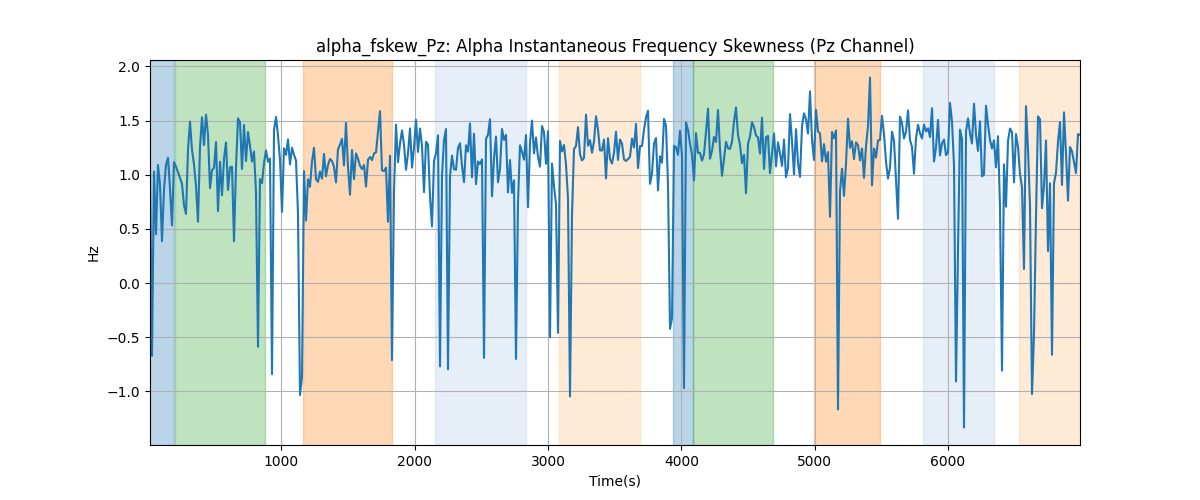 alpha_fskew_Pz: Alpha Instantaneous Frequency Skewness (Pz Channel)
2.0
1.5
1.0
0.5
0.0
−0.5
−1.0
Hz
1000 2000 3000 4000 5000 6000
Time(s)